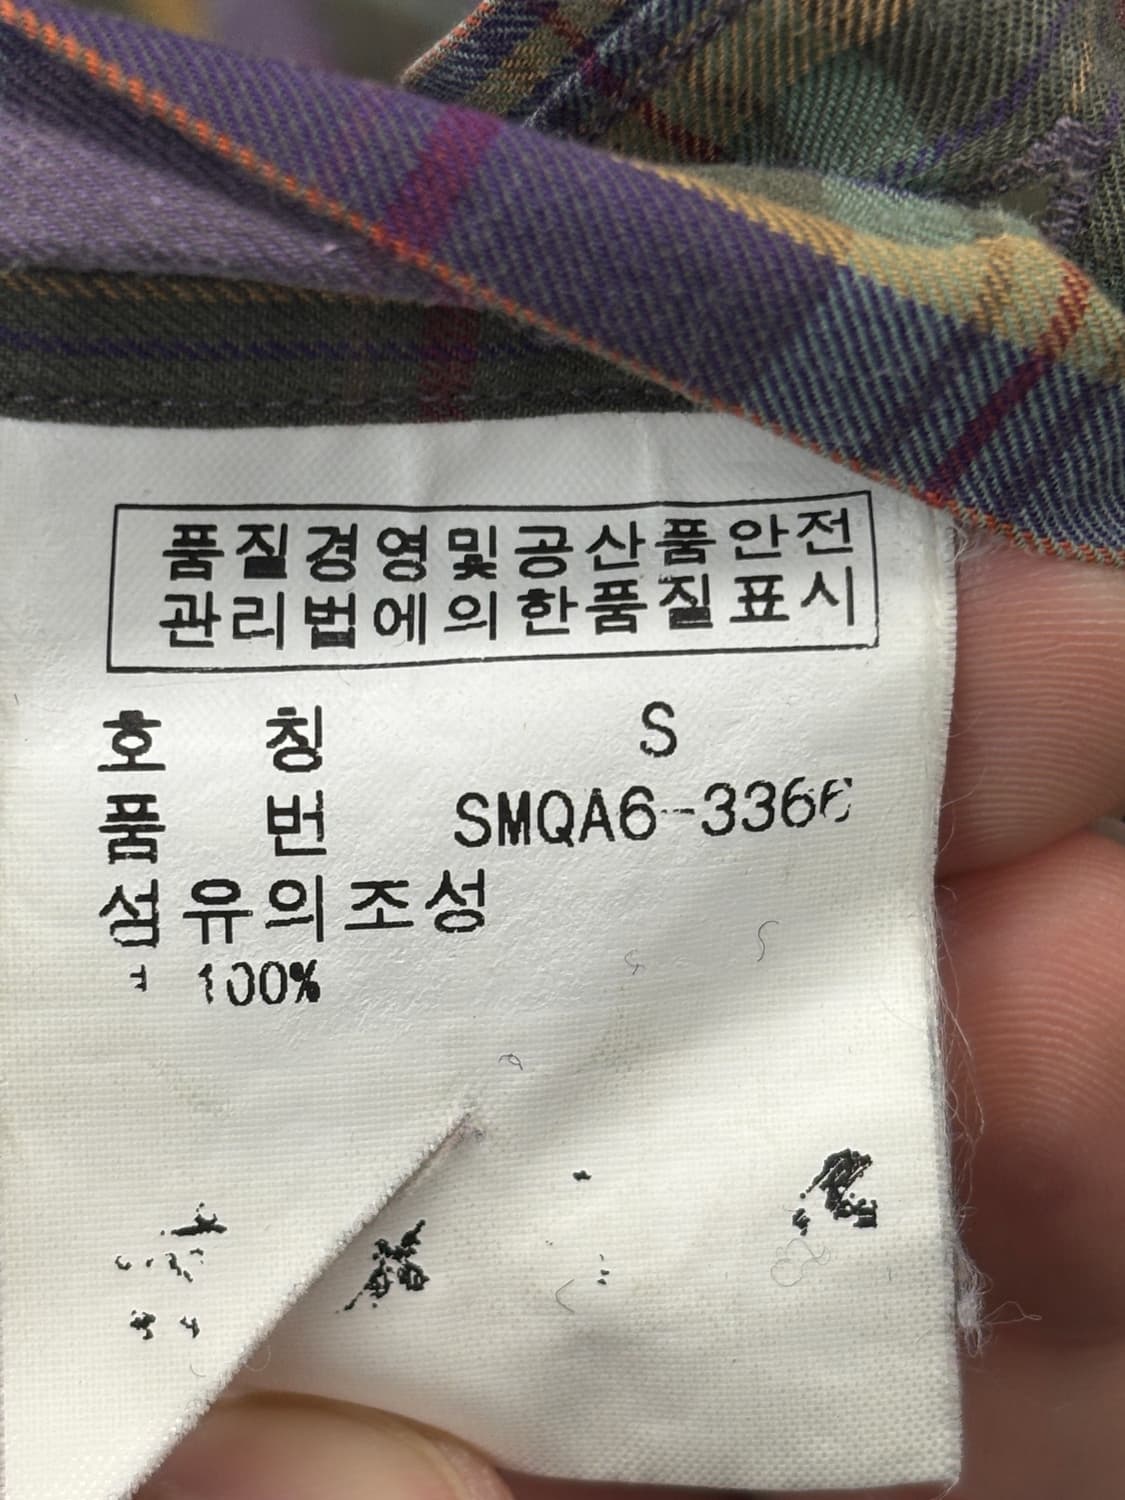 품질경영및공산품안전
관리법에의한품질표시
호 칭 S
품 번 SMQA6-3366
섬유의조성
100%